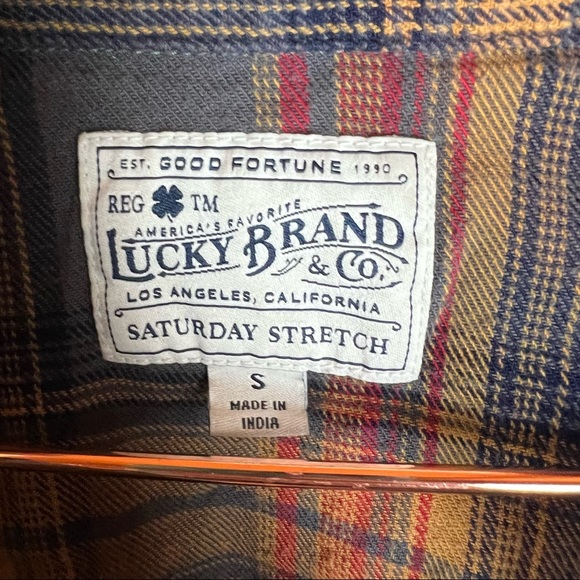 EST. GOOD FORTUNE 1990
REG TM
AMERICA'S FAVORITE
LUCKY BRAND
& CO.
LOS ANGELES, CALIFORNIA
SATURDAY STRETCH
S
MADE IN
INDIA